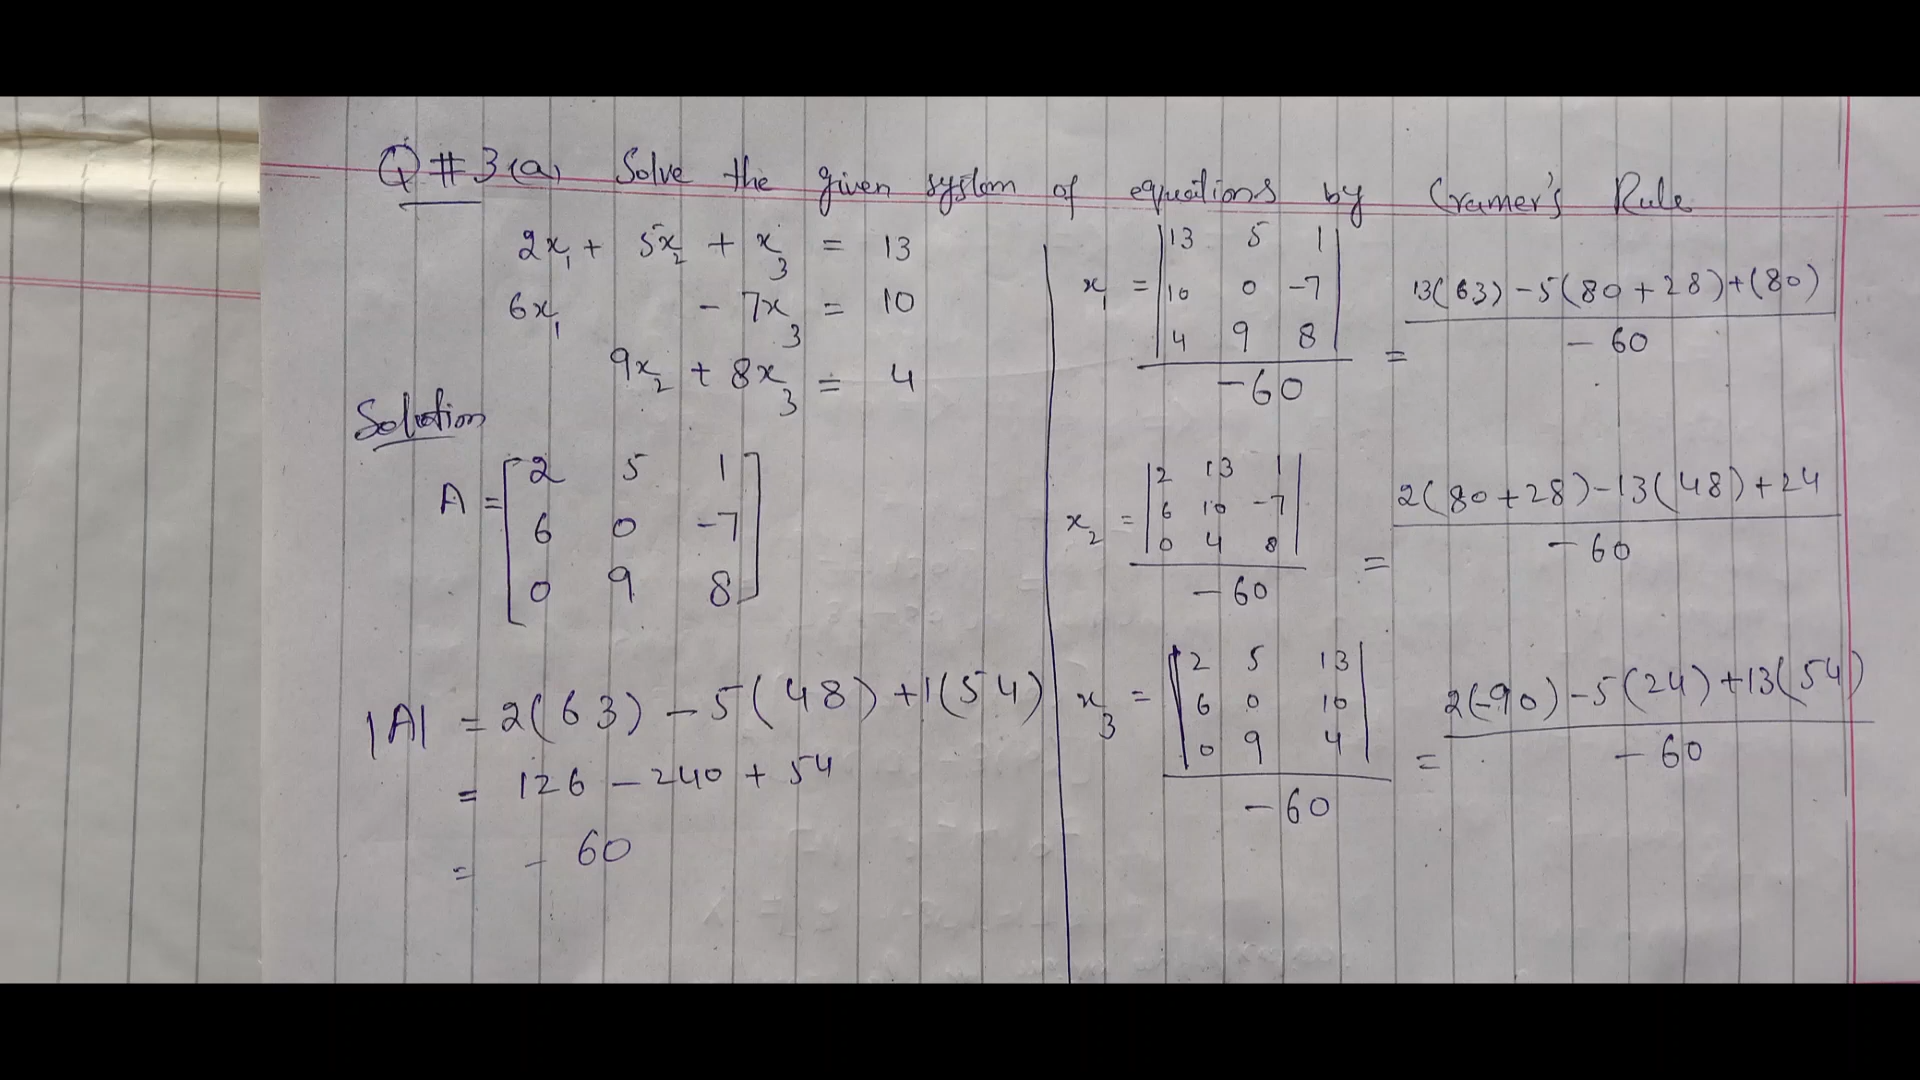 Q # 3(a) Solve the given system of equations by Cramer's Rule
2x₁ + 5x₂ + x₃ = 13
6x₁ - 7x₃ = 10
9x₂ + 8x₃ = 4
Solution
A = [2 5 1
6 0 -7
0 9 8]
|A| = 2(63) - 5(48) + 1(54)
= 126 - 240 + 54
= - 60
x₁ = |13 5 1|
|10 0 -7|
|4 9 8|
-60
= 13(63) - 5(80 + 28) + (80)
- 60
x₂ = |2 13 1|
|6 10 -7|
|0 4 8|
-60
= 2(80 + 28) - 13(48) + 24
- 60
x₃ = |2 5 13|
|6 0 10|
|0 9 4|
-60
= 2(-90) - 5(24) + 13(54)
- 60